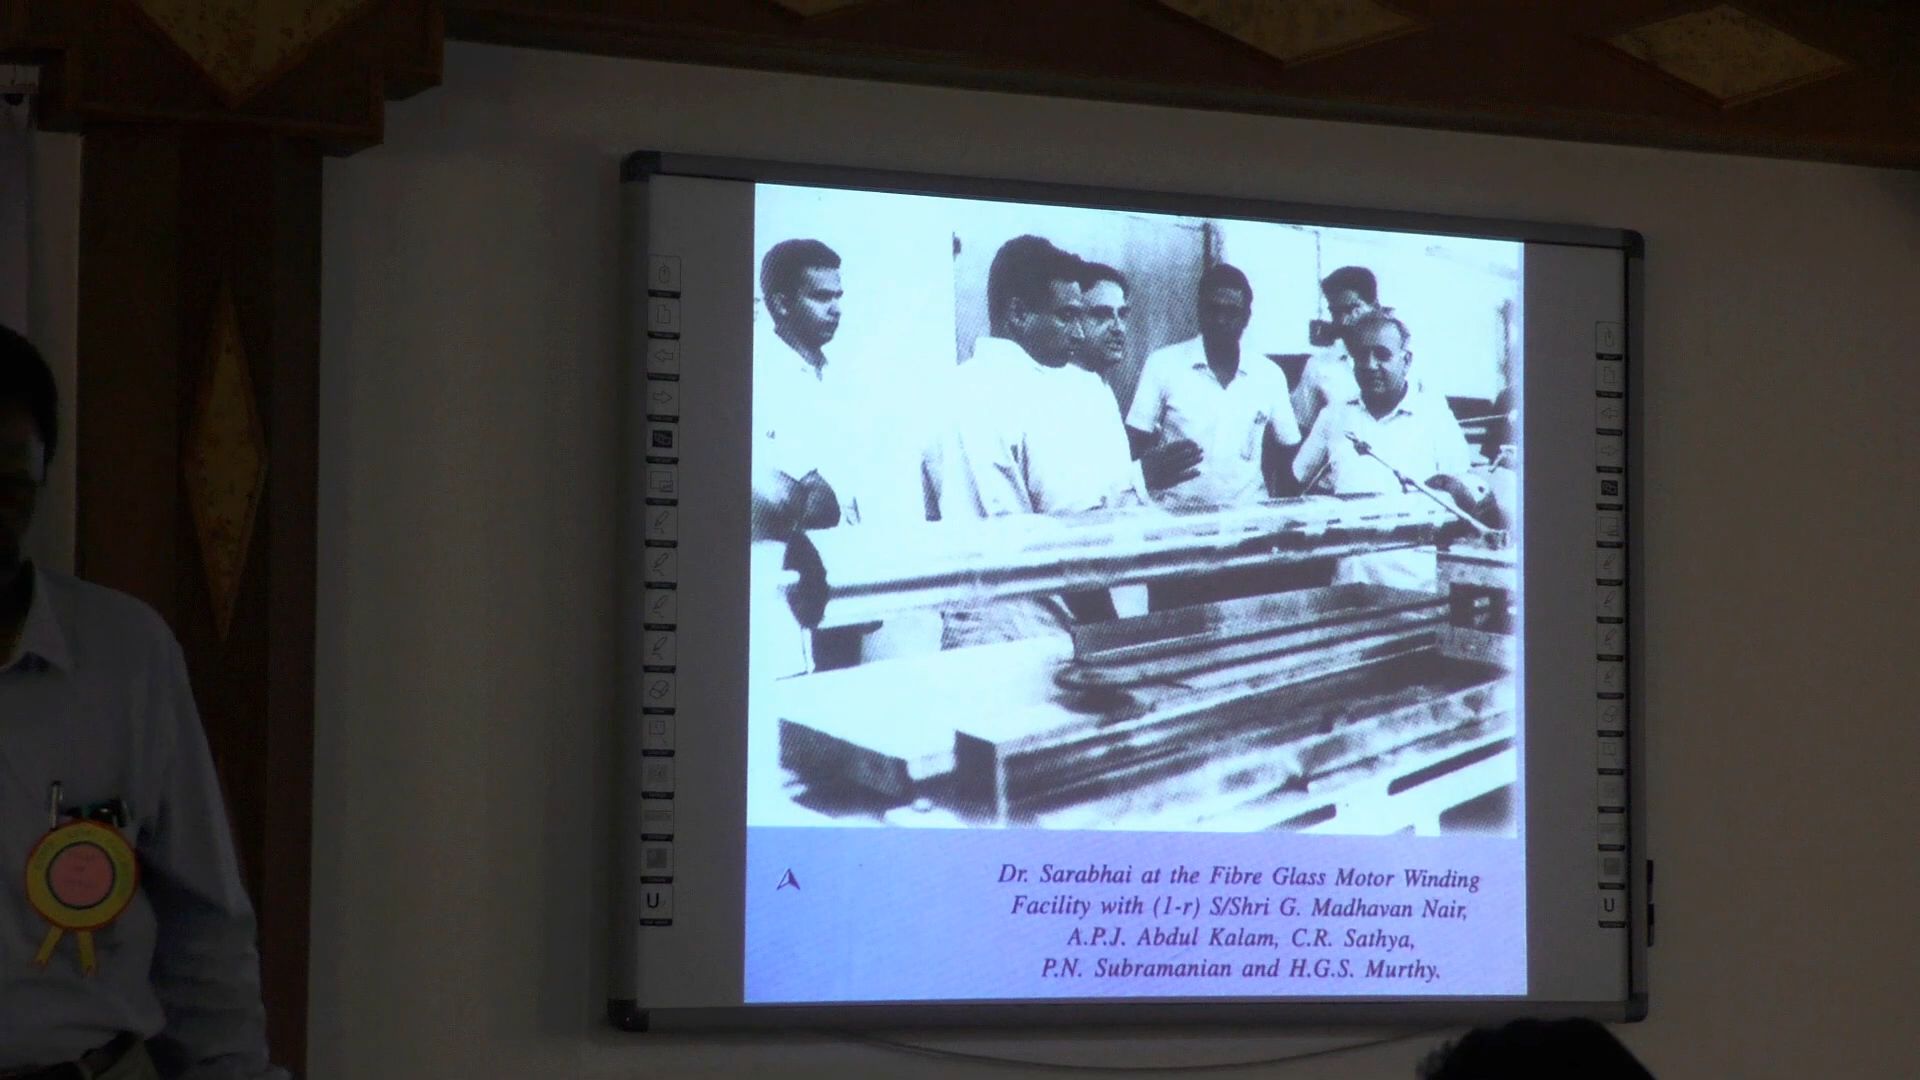 Dr. Sarabhai at the Fibre Glass Motor Winding
Facility with (1-r) S/Shri G. Madhavan Nair,
A.P.J. Abdul Kalam, C.R. Sathya,
P.N. Subramanian and H.G.S. Murthy.
U
U